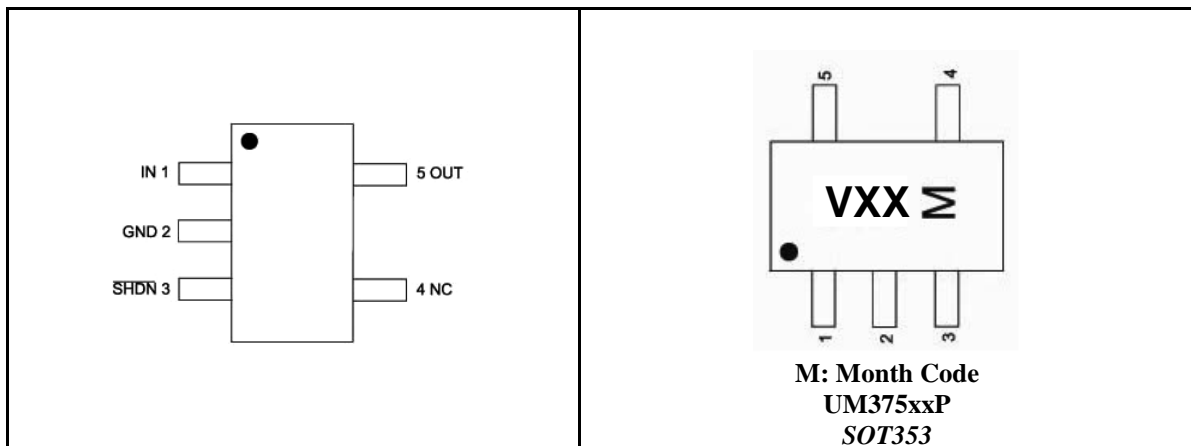 IN 1
GND 2
SHDN 3
5 OUT
4 NC
5
4
VXX M
1
2
3
M: Month Code
UM375xxP
SOT353